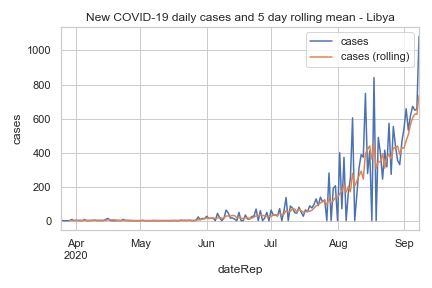 New COVID-19 daily cases and 5 day rolling mean - Libya
cases
cases (rolling)
1000
800
600
400
200
0
cases
Apr
2020
May
Jun
Jul
Aug
Sep
dateRep